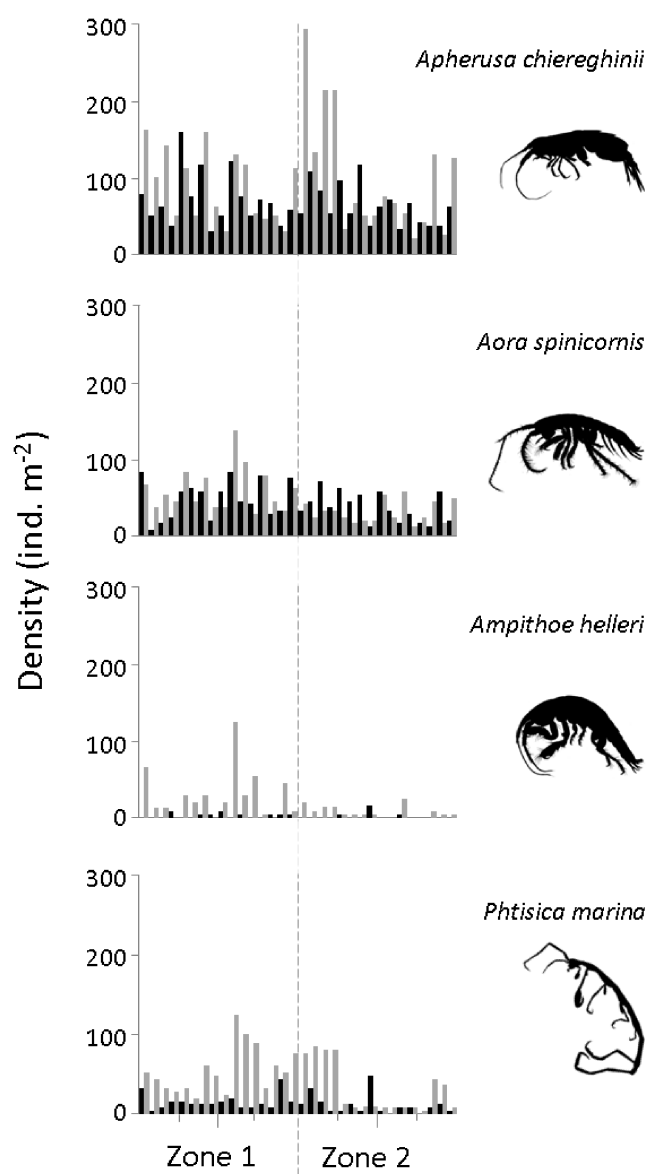 300
200
100
0
Apherusa chiereghinii
300
200
100
0
Aora spinicornis
Density (ind. m-2)
300
200
100
0
Ampithoe helleri
300
200
100
0
Phtisica marina
Zone 1
Zone 2